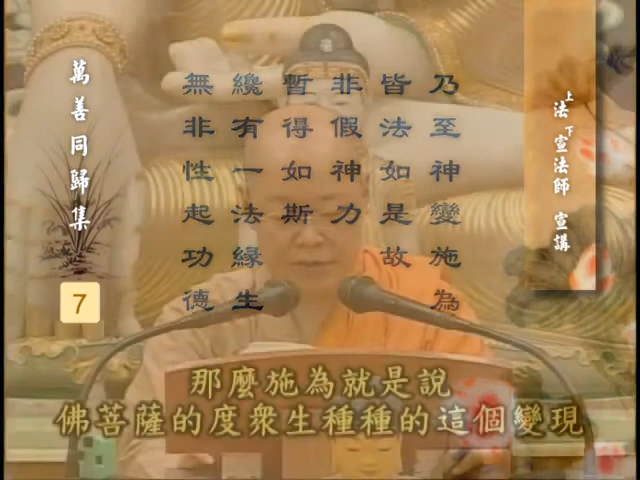 上法下宣法師 宣講
乃至神變施為
皆法如是故
非假神力
暫得如斯
纔有一法緣生
無非性起功德
萬善同歸集
7
那麼施為就是說
佛菩薩的度眾生種種的這個變現